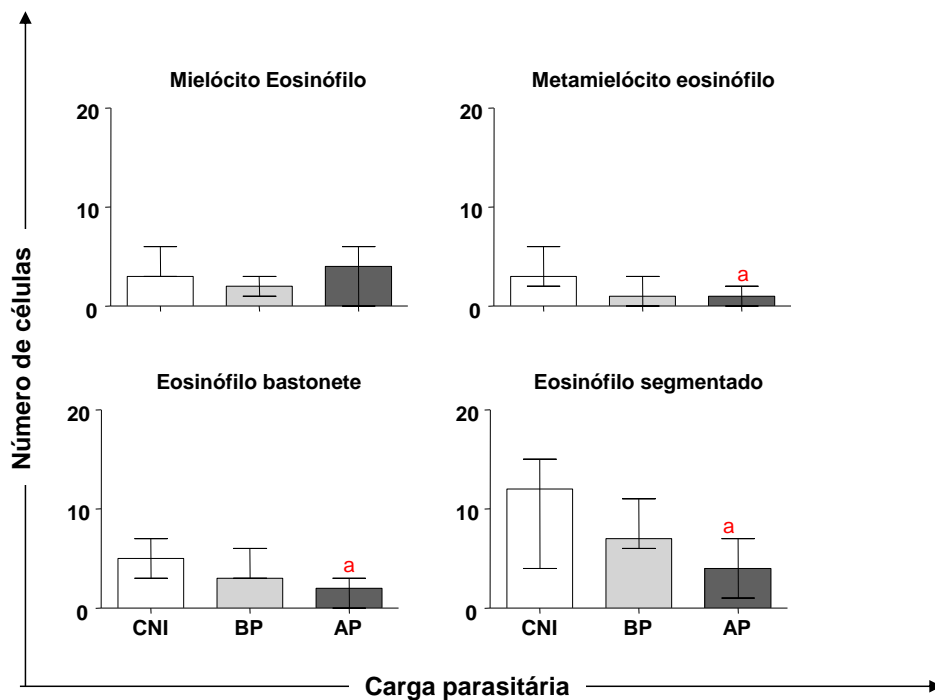 Mielócito Eosinófilo
Metamielócito eosinófilo
20
10
0
20
10
0
a
Eosinófilo bastonete
Eosinófilo segmentado
20
10
0
a
CNI BP AP
20
10
0
a
CNI BP AP
Número de células
Carga parasitária